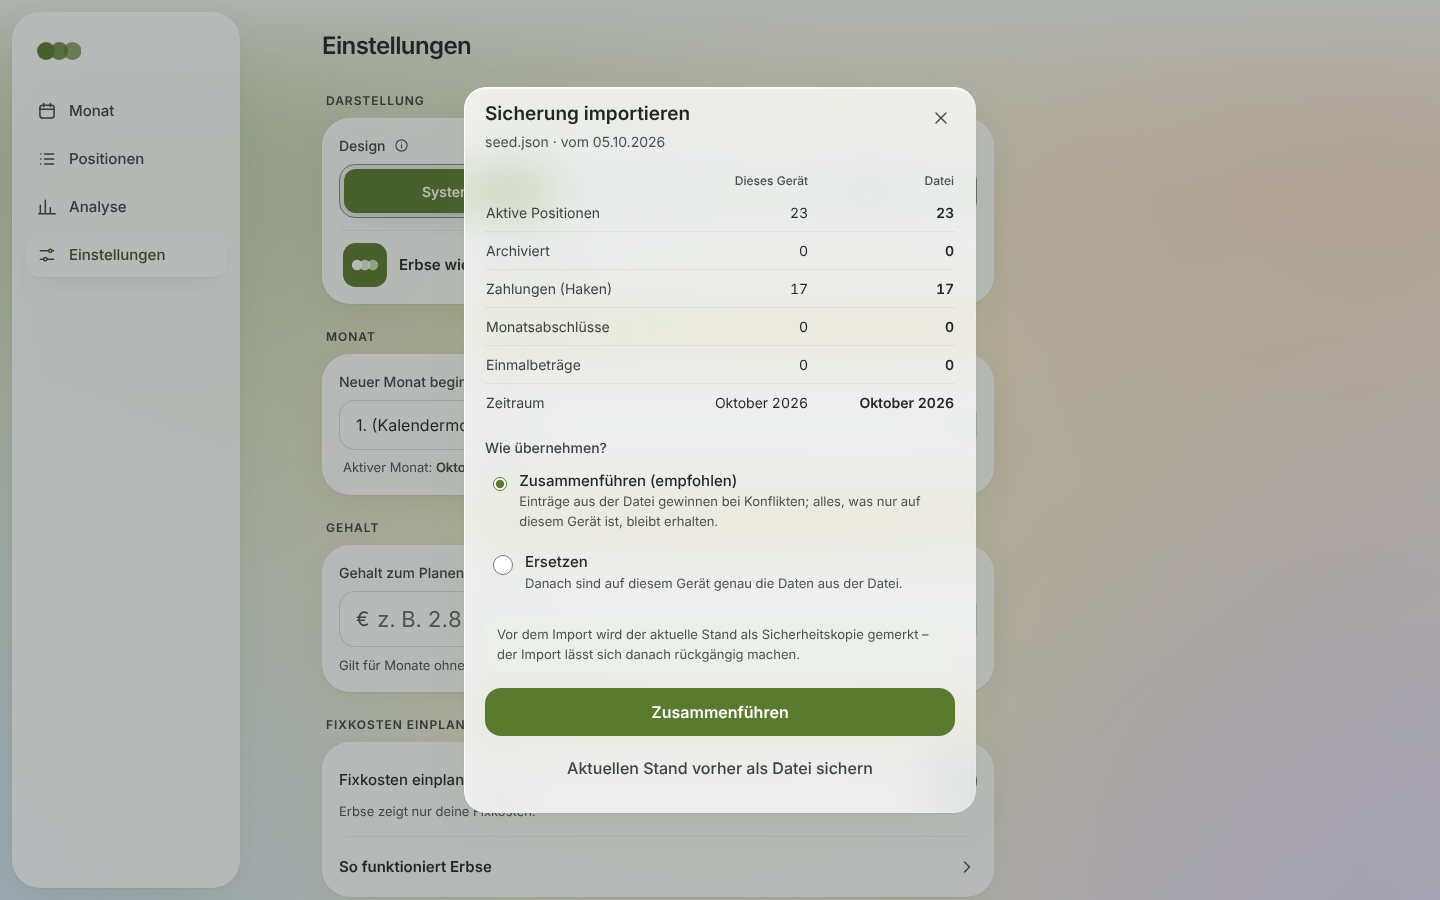 Einstellungen
Monat
Positionen
Analyse
Einstellungen
DARSTELLUNG
Design
System
Erbse wie
MONAT
Neuer Monat begin
1. (Kalendermo
Aktiver Monat: Okto
GEHALT
Gehalt zum Planen
€ z. B. 2.8
Gilt für Monate ohne
FIXKOSTEN EINPLAN
Fixkosten einplan
Erbse zeigt nur deine Fixkosten.
So funktioniert Erbse
Sicherung importieren
seed.json · vom 05.10.2026
Dieses Gerät Datei
Aktive Positionen 23 23
Archiviert 0 0
Zahlungen (Haken) 17 17
Monatsabschlüsse 0 0
Einmalbeträge 0 0
Zeitraum Oktober 2026 Oktober 2026
Wie übernehmen?
Zusammenführen (empfohlen)
Einträge aus der Datei gewinnen bei Konflikten; alles, was nur auf
diesem Gerät ist, bleibt erhalten.
Ersetzen
Danach sind auf diesem Gerät genau die Daten aus der Datei.
Vor dem Import wird der aktuelle Stand als Sicherheitskopie gemerkt –
der Import lässt sich danach rückgängig machen.
Zusammenführen
Aktuellen Stand vorher als Datei sichern